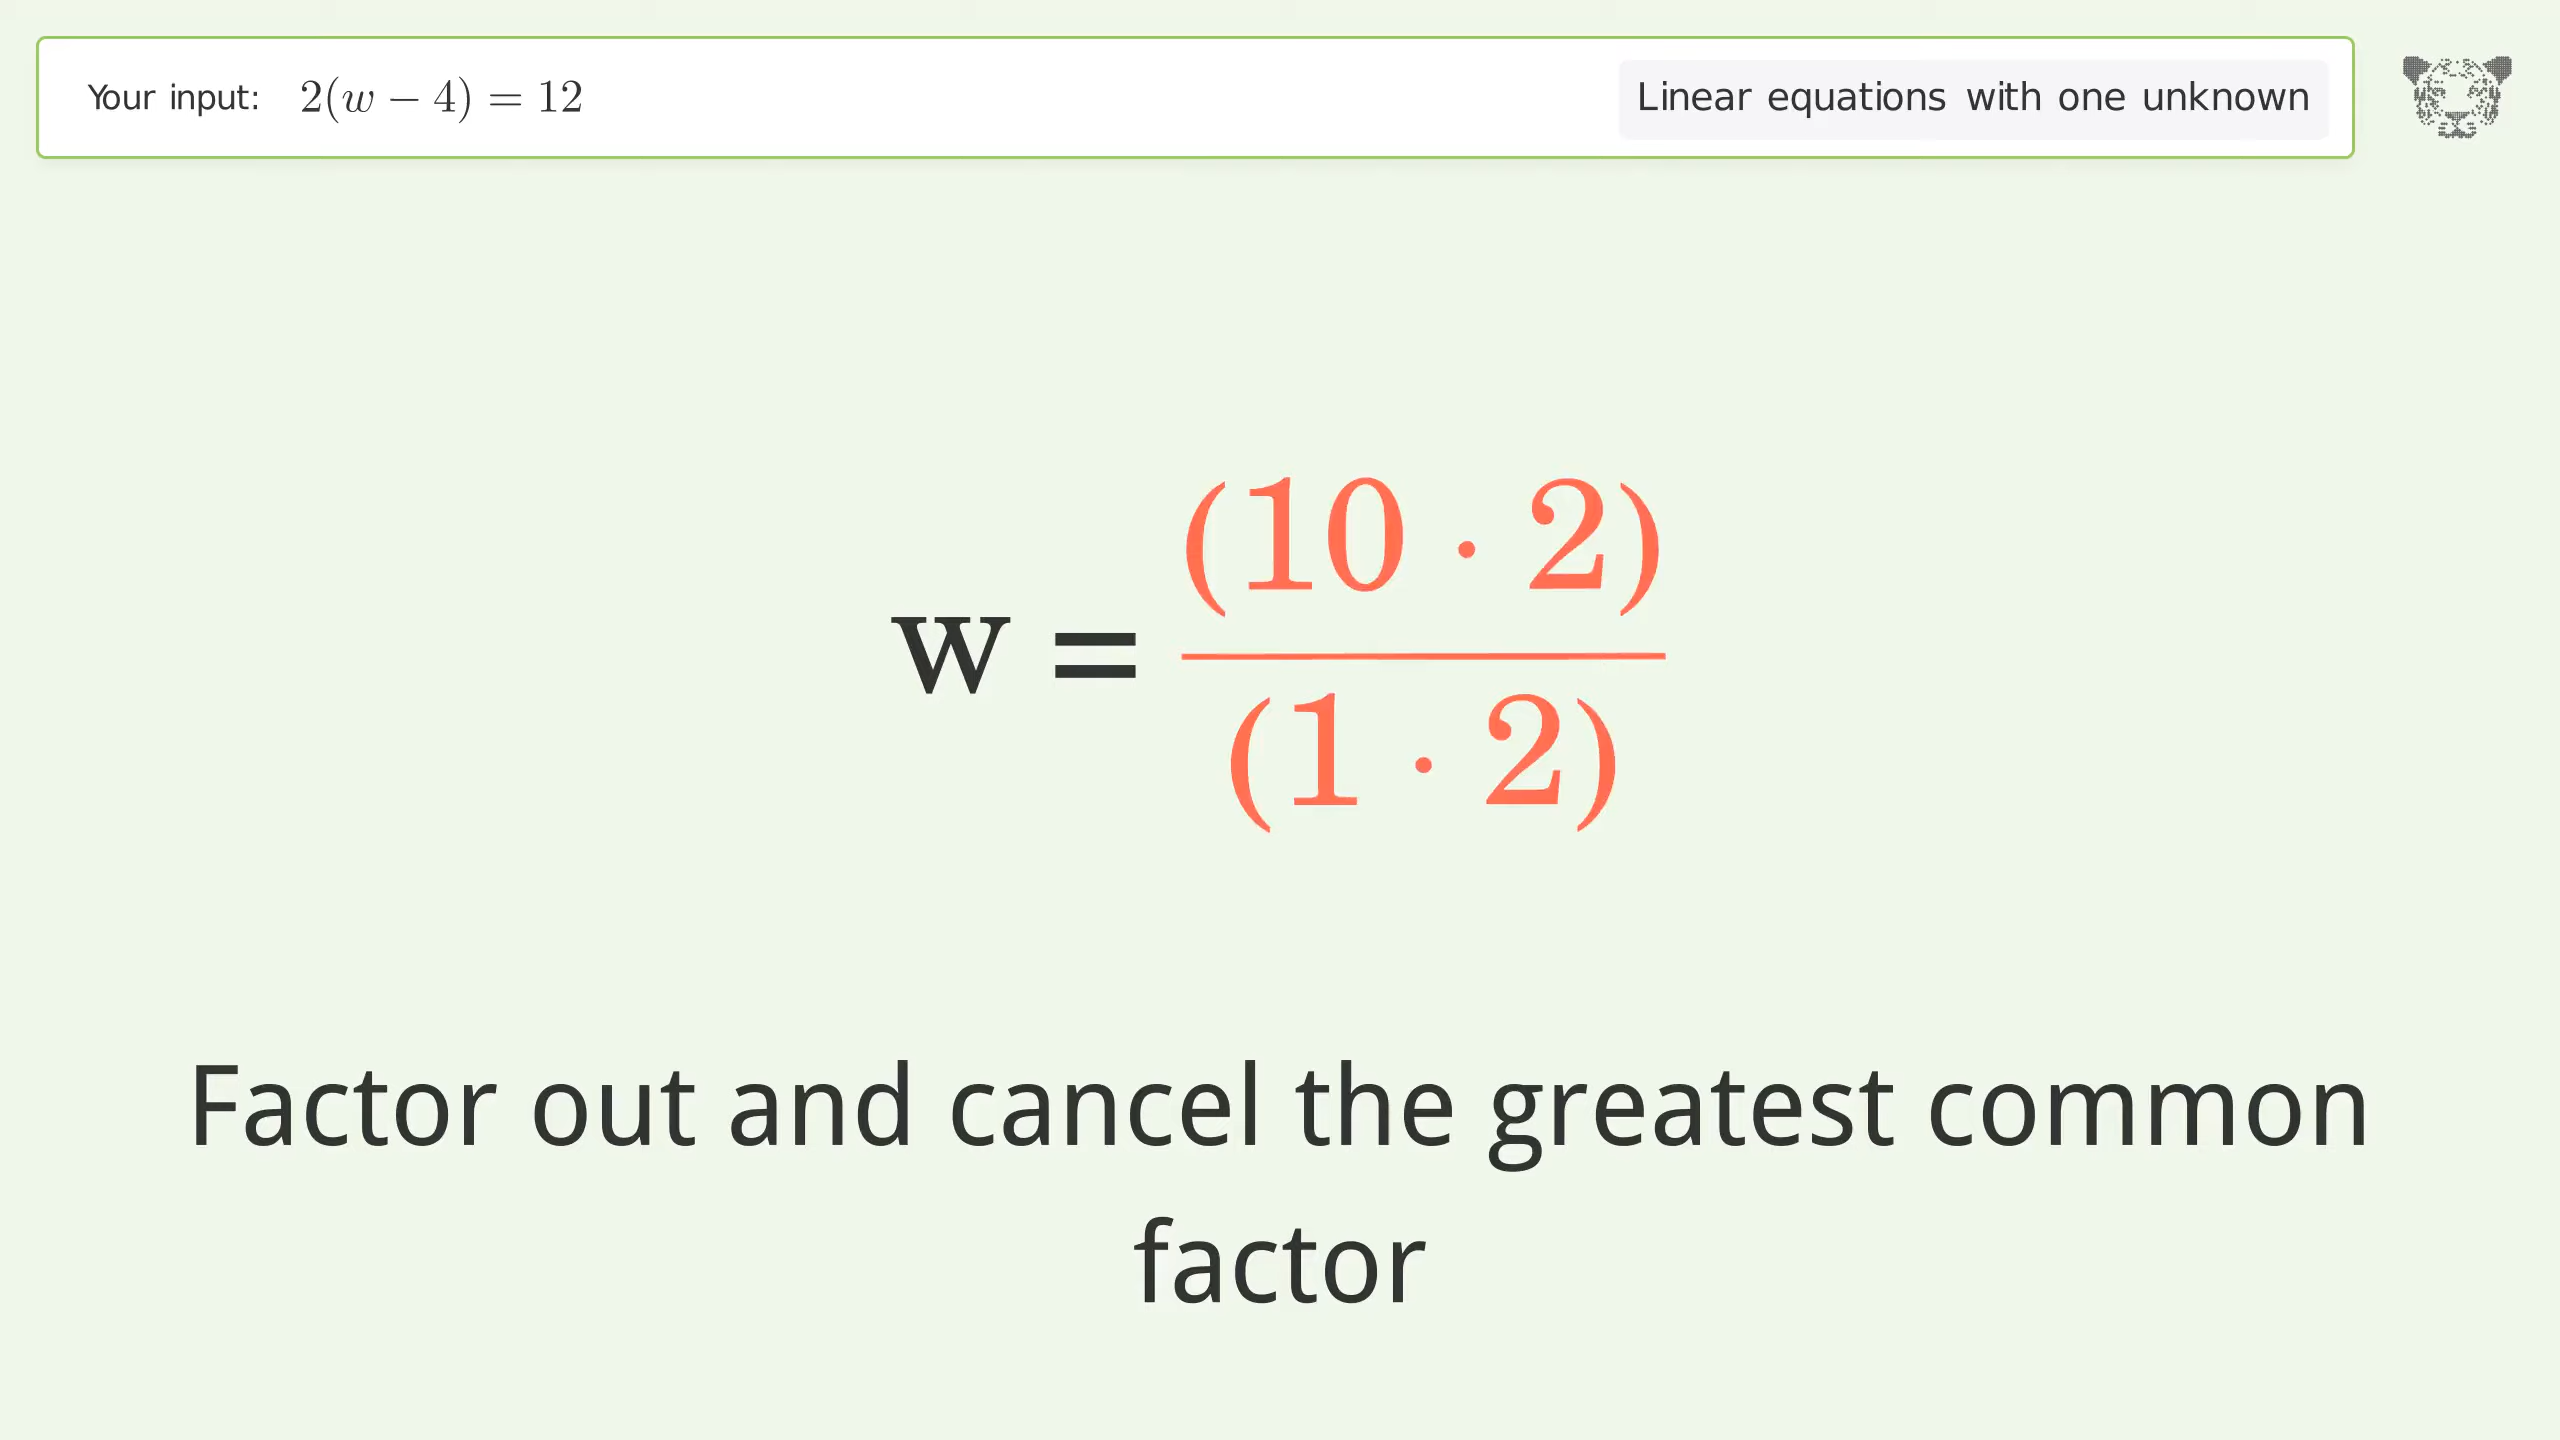 Your input: 2(w − 4) = 12
Linear equations with one unknown
w = (10 · 2) / (1 · 2)
Factor out and cancel the greatest common
factor